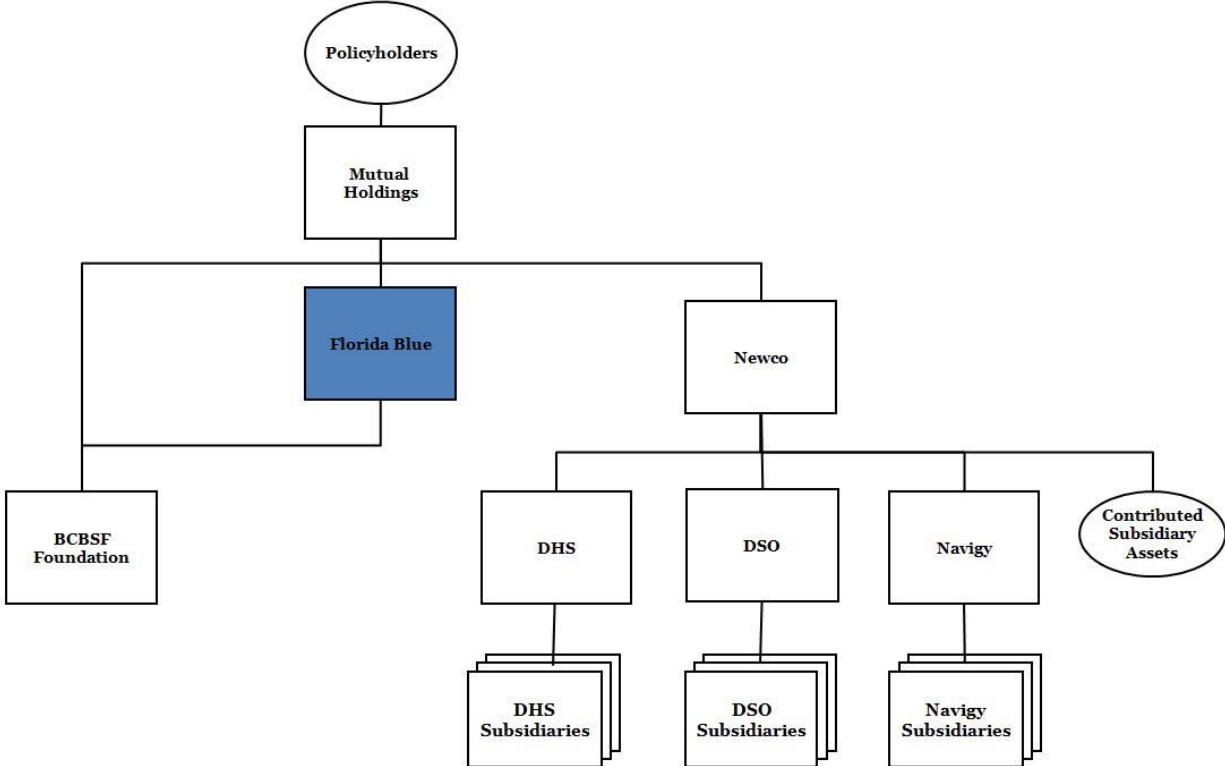 Policyholders
Mutual
Holdings
Florida Blue
Newco
BCBSF
Foundation
DHS
DSO
Navigy
Contributed
Subsidiary
Assets
DHS
Subsidiaries
DSO
Subsidiaries
Navigy
Subsidiaries